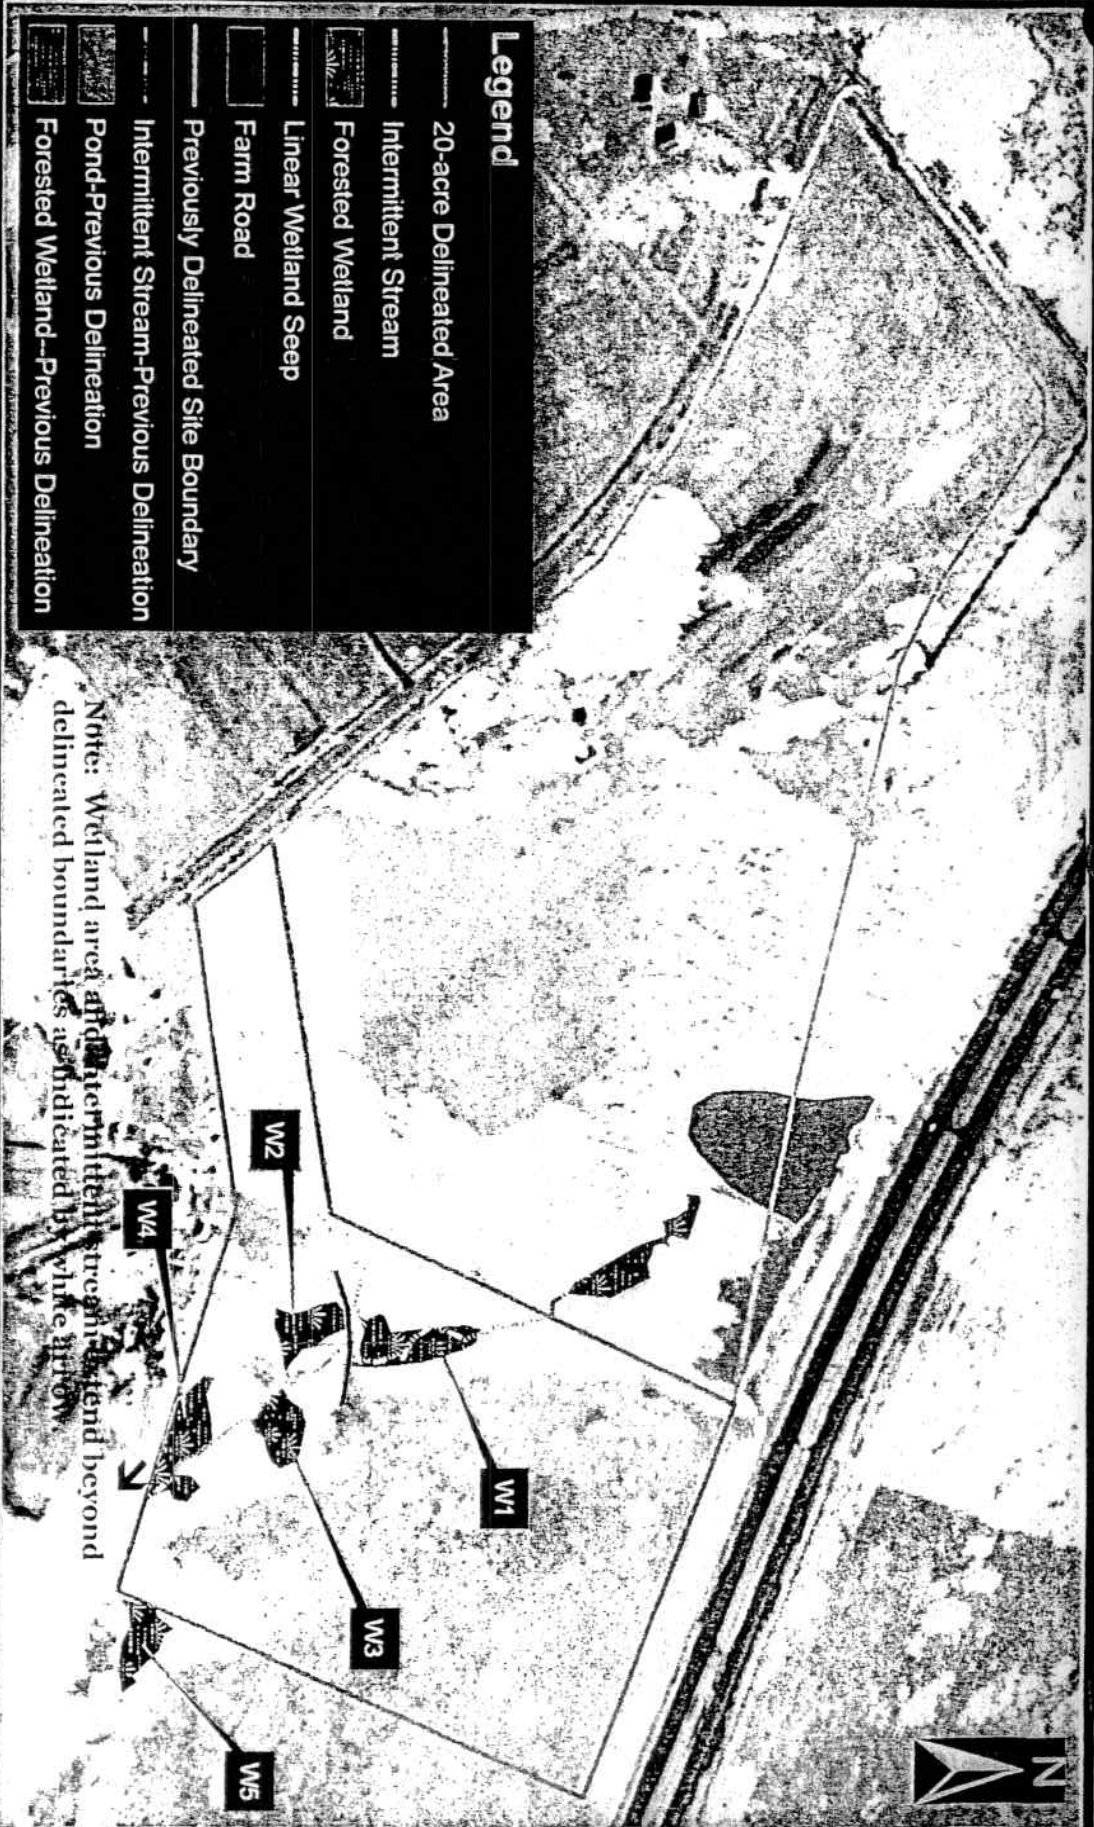 Legend
20-acre Delineated Area
Intermittent Stream
Forested Wetland
Linear Wetland Seep
Farm Road
Previously Delineated Site Boundary
Intermittent Stream-Previous Delineation
Pond-Previous Delineation
Forested Wetland--Previous Delineation
Note: Wetland area and intermittent stream extend beyond
delineated boundaries as indicated by white arrow.
W1
W2
W3
W4
W5
N